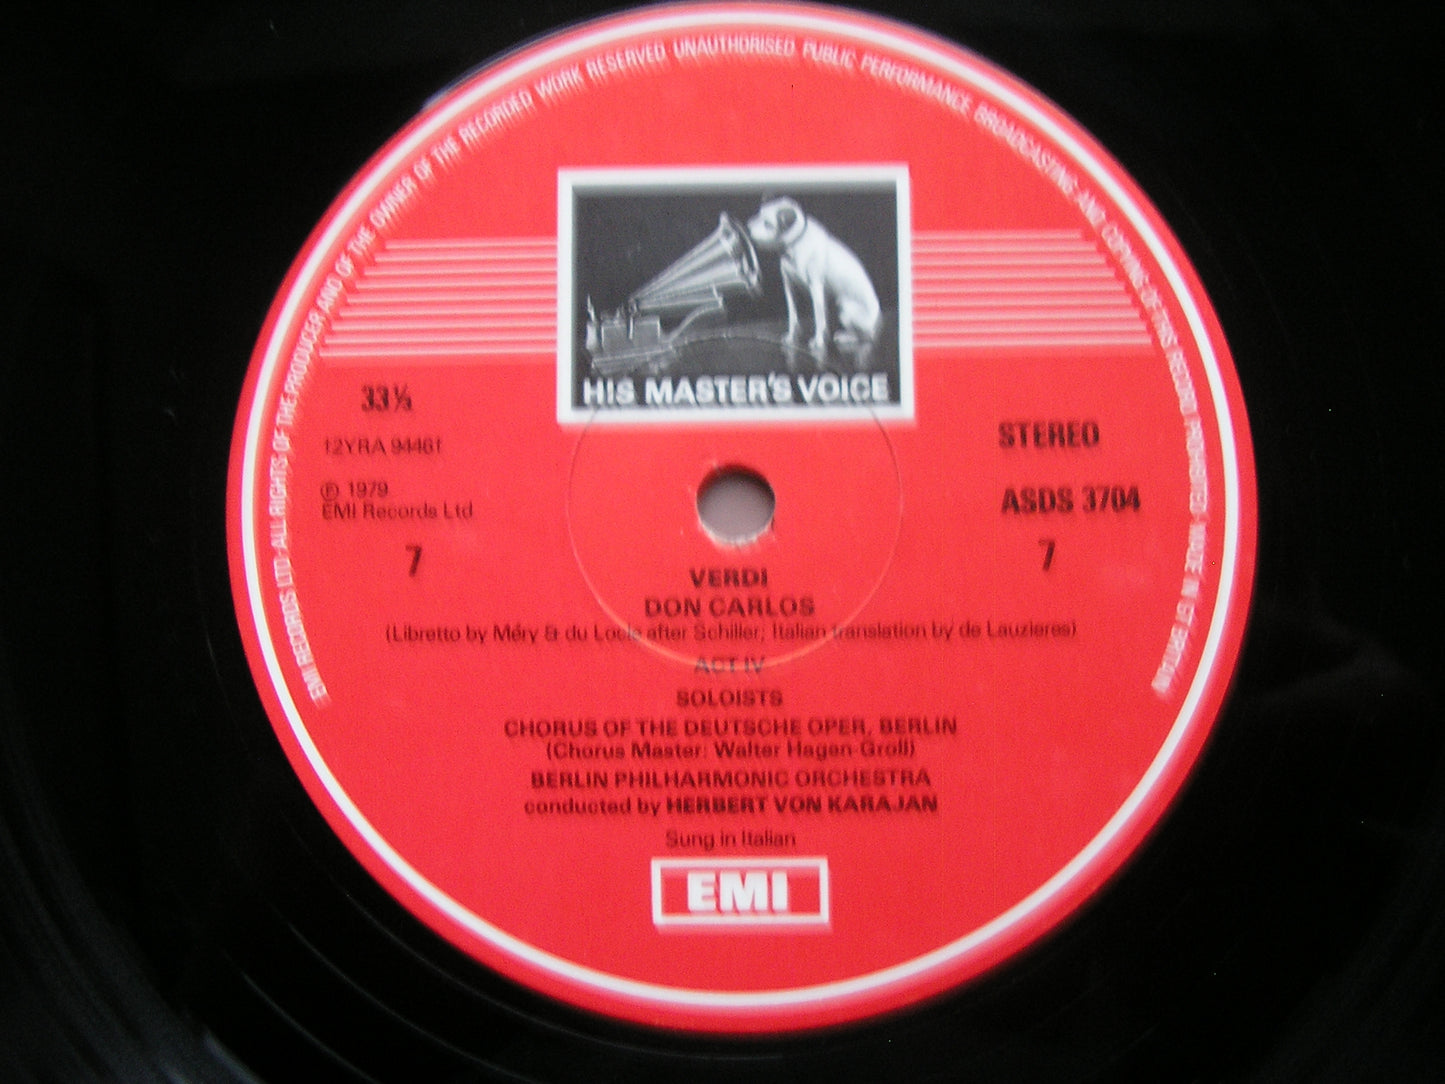 EMI RECORDS LTD · ALL RIGHTS OF THE PRODUCER AND OF THE OWNER OF THE RECORDED WORK RESERVED. UNAUTHORISED. PUBLIC PERFORMANCE. BROADCASTING AND COPYING OF THIS RECORD PROHIBITED · MADE IN GT BRITAIN
HIS MASTER'S VOICE
33⅓
STEREO
12YRA 94461
℗ 1979
EMI Records Ltd
ASDS 3704
7
7
VERDI
DON CARLOS
(Libretto by Méry & du Locle after Schiller; Italian translation by de Lauzieres)
ACT IV
SOLOISTS
CHORUS OF THE DEUTSCHE OPER, BERLIN
(Chorus Master: Walter Hagen-Groll)
BERLIN PHILHARMONIC ORCHESTRA
conducted by HERBERT VON KARAJAN
Sung in Italian
EMI